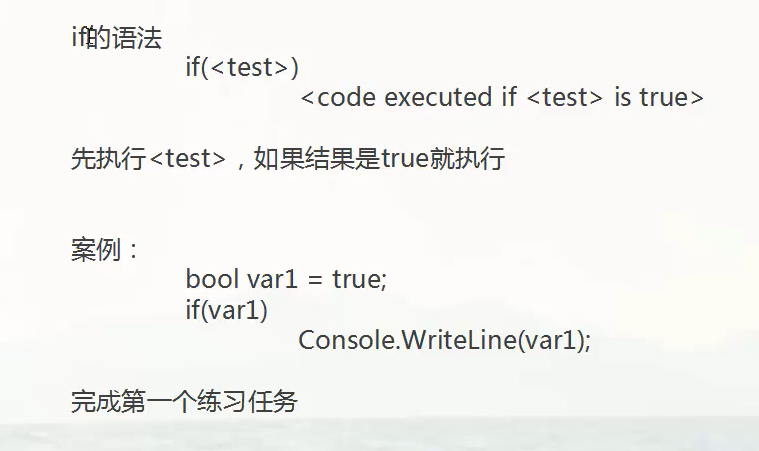 if的语法
if(<test>)
<code executed if <test> is true>
先执行<test>，如果结果是true就执行
案例：
bool var1 = true;
if(var1)
Console.WriteLine(var1);
完成第一个练习任务